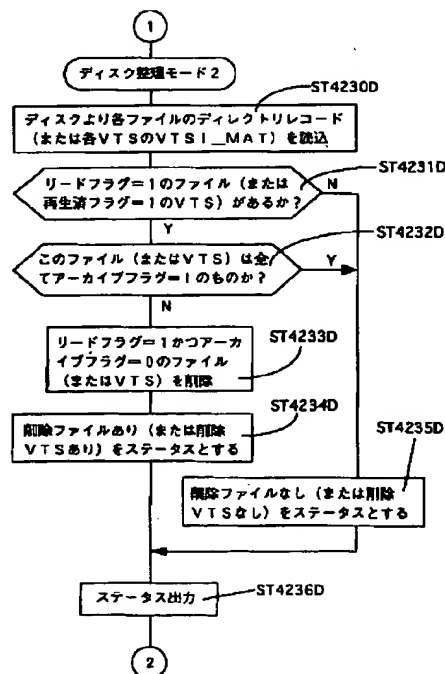 1
ディスク整理モード2
ST4230D
ディスクより各ファイルのディレクトリレコード
(または各VTSのVTSI_MAT)を読込
ST4231D
リードフラグ=1のファイル(または
再生済フラグ=1のVTS)があるか?
N
Y
ST4232D
このファイル(またはVTS)は全
てアーカイブフラグ=1のものか?
Y
N
リードフラグ=1かつアーカ
イブフラグ=0のファイル
(またはVTS)を削除
ST4233D
ST4234D
削除ファイルあり(または削除
VTSあり)をステータスとする
ST4235D
削除ファイルなし(または削除
VTSなし)をステータスとする
ステータス出力
ST4236D
2